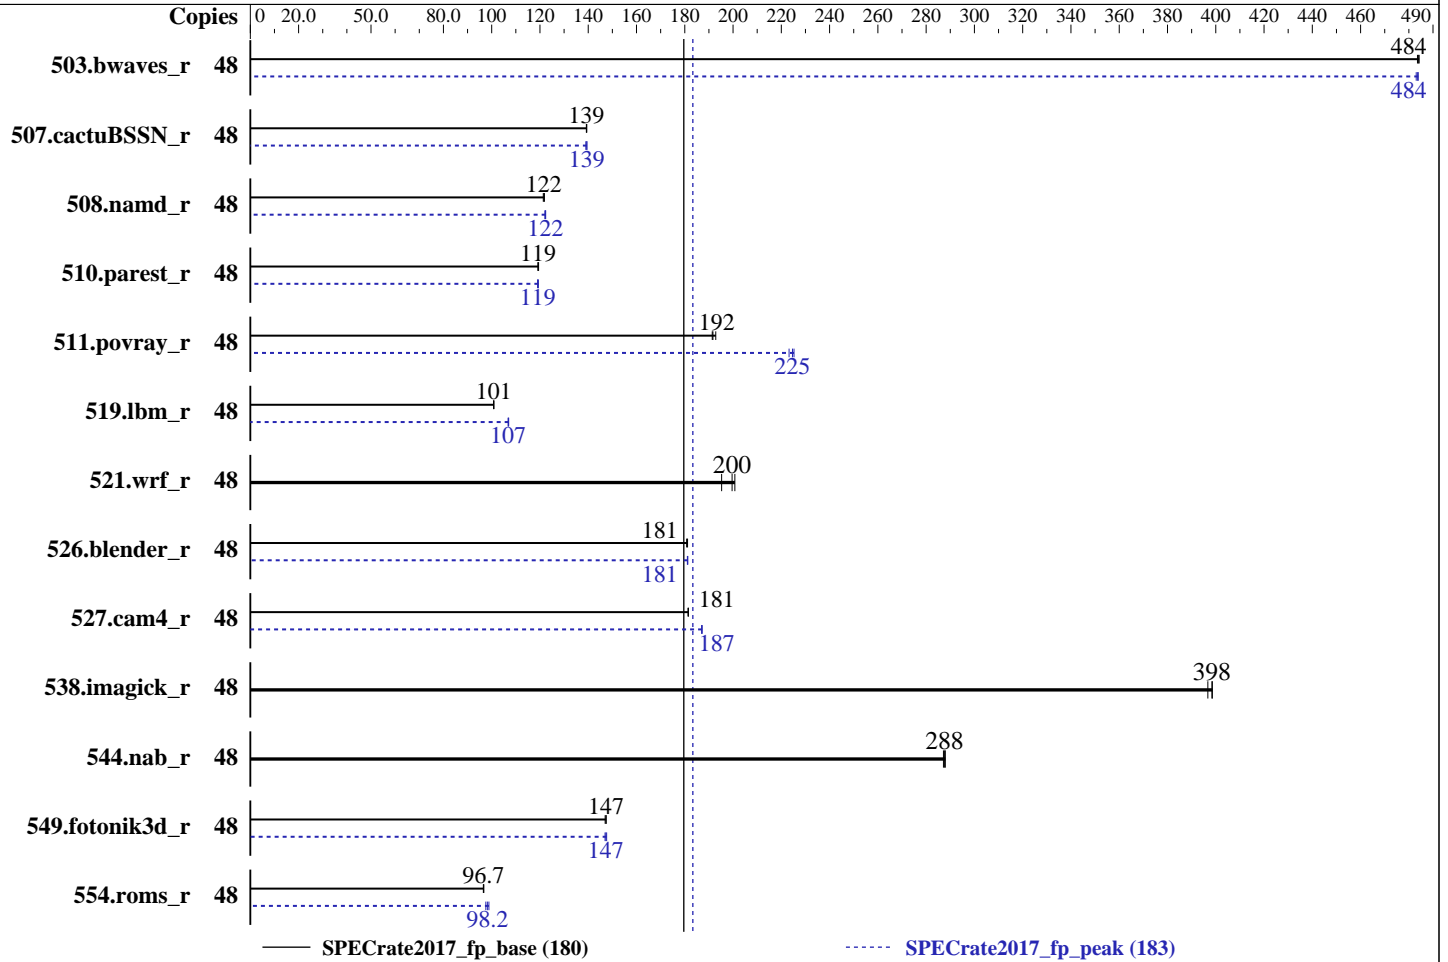 Copies 0 20.0 50.0 80.0 100 120 140 160 180 200 220 240 260 280 300 320 340 360 380 400 420 440 460 490
503.bwaves_r 48 484
484
507.cactuBSSN_r 48 139
139
508.namd_r 48 122
122
510.parest_r 48 119
119
511.povray_r 48 192
225
519.lbm_r 48 101
107
521.wrf_r 48 200
526.blender_r 48 181
181
527.cam4_r 48 181
187
538.imagick_r 48 398
544.nab_r 48 288
549.fotonik3d_r 48 147
147
554.roms_r 48 96.7
98.2
SPECrate2017_fp_base (180) SPECrate2017_fp_peak (183)